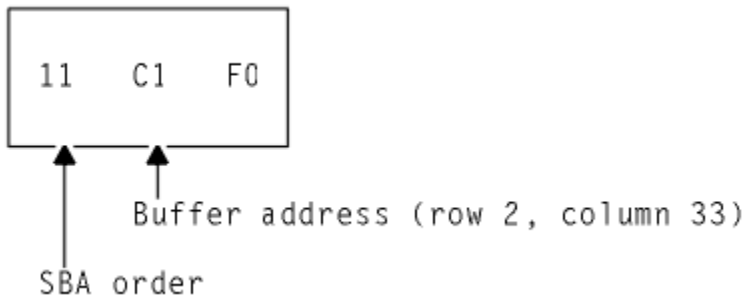 11 C1 F0
Buffer address (row 2, column 33)
SBA order